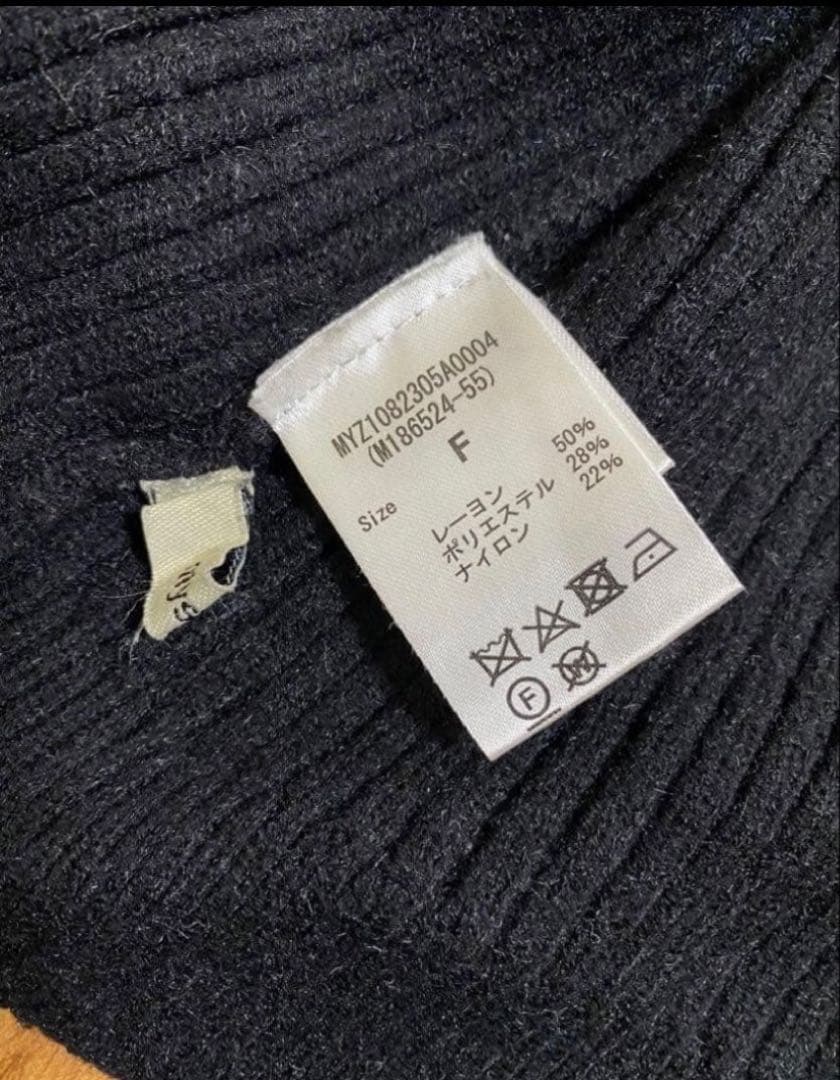 MYZ1082305A0004
(M186524-55)
Size F
レーヨン 50%
ポリエステル 28%
ナイロン 22%
F
W